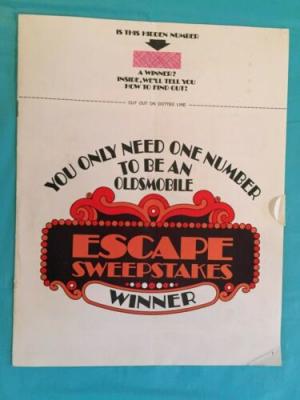 IS THIS HIDDEN NUMBER
A WINNER?
INSIDE, WE'LL TELL YOU
HOW TO FIND OUT!
CUT OUT ON DOTTED LINE
YOU ONLY NEED ONE NUMBER
TO BE AN
OLDSMOBILE
ESCAPE
SWEEPSTAKES
WINNER